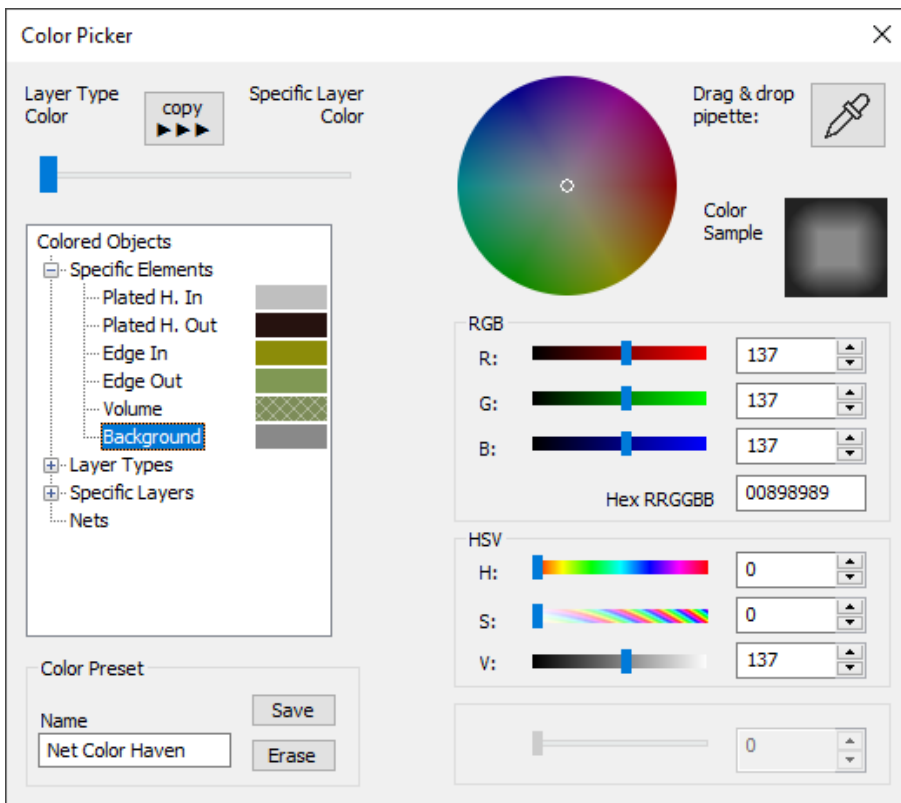 Color Picker
Layer Type
Color
copy
Specific Layer
Color
Drag & drop
pipette:
Color
Sample
Colored Objects
Specific Elements
Plated H. In
Plated H. Out
Edge In
Edge Out
Volume
Background
Layer Types
Specific Layers
Nets
RGB
R:
137
G:
137
B:
137
Hex RRGGBB
00898989
HSV
H:
0
S:
0
V:
137
0
Color Preset
Name
Save
Net Color Haven
Erase